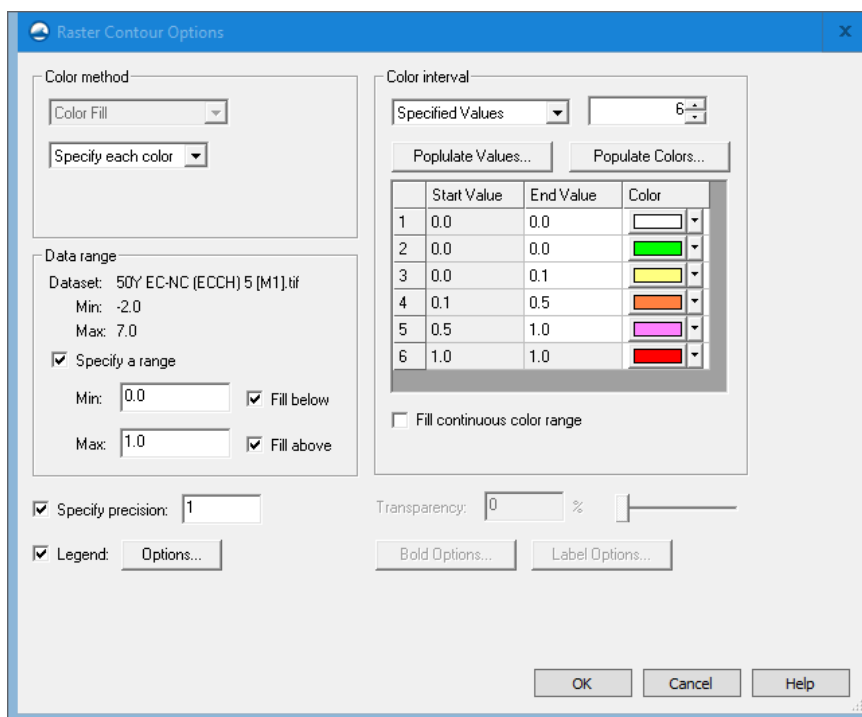 Raster Contour Options
x
Color method
Color Fill
Specify each color
Data range
Dataset: 50Y EC-NC (ECCH) 5 [M1].tif
Min: -2.0
Max: 7.0
Specify a range
Min: 0.0 Fill below
Max: 1.0 Fill above
Color interval
Specified Values 6
Poplulate Values... Populate Colors...
Start Value End Value Color
1 0.0 0.0
2 0.0 0.0
3 0.0 0.1
4 0.1 0.5
5 0.5 1.0
6 1.0 1.0
Fill continuous color range
Specify precision: 1
Legend: Options...
Transparency: 0 %
Bold Options... Label Options...
OK Cancel Help